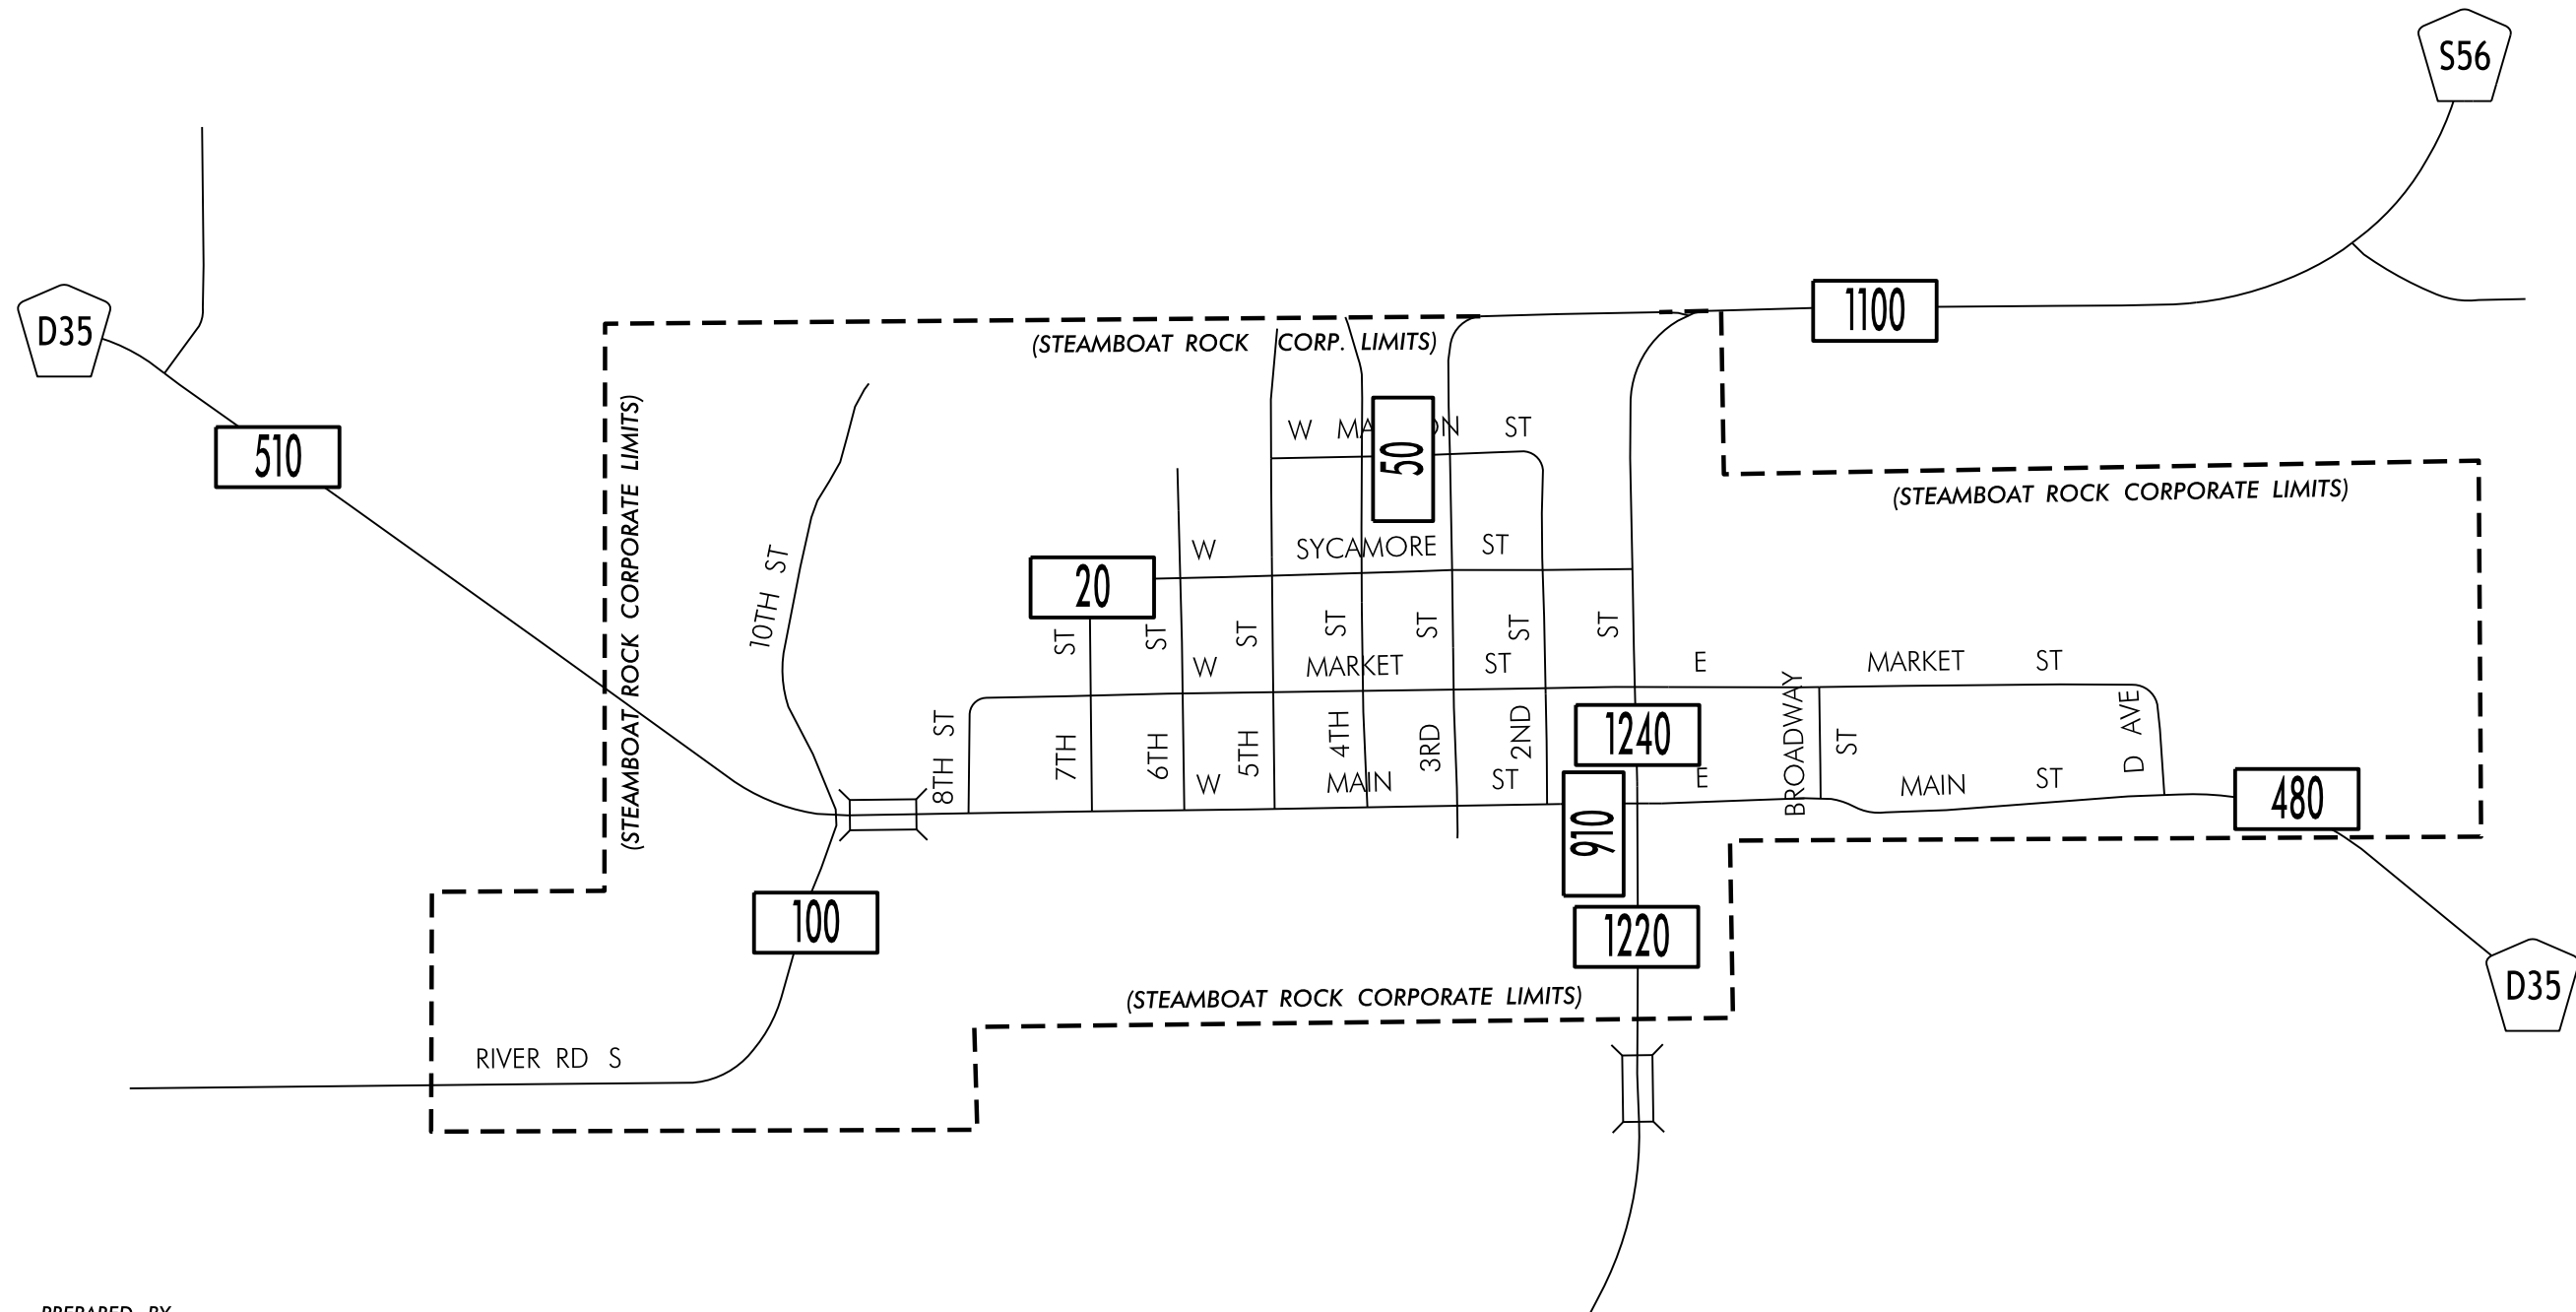 S56
D35
1100
(STEAMBOAT ROCK CORP. LIMITS)
510
(STEAMBOAT ROCK CORPORATE LIMITS)
W ST
50
(STEAMBOAT ROCK CORPORATE LIMITS)
10TH ST
W SYCAMORE ST
20
ST
ST
ST
ST
ST
ST
ST
W MARKET ST
E MARKET ST
8TH ST
7TH
6TH
5TH
4TH
3RD
2ND
1240
BROADWAY ST
D AVE
W MAIN ST
E MAIN ST
480
910
100
1220
D35
(STEAMBOAT ROCK CORPORATE LIMITS)
RIVER RD S
PREPARED BY